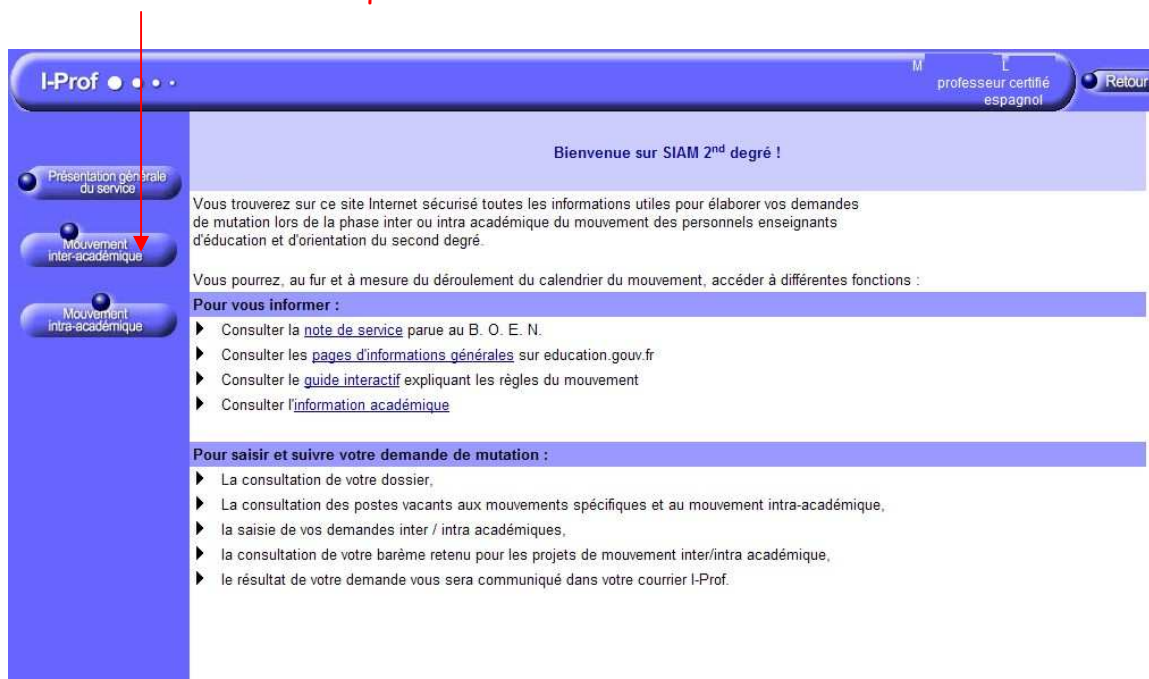 I-Prof
M L
professeur certifié
espagnol
Retour
Présentation générale
du service
Mouvement
inter-académique
Mouvement
intra-académique
Bienvenue sur SIAM 2nd degré !
Vous trouverez sur ce site Internet sécurisé toutes les informations utiles pour élaborer vos demandes
de mutation lors de la phase inter ou intra académique du mouvement des personnels enseignants
d'éducation et d'orientation du second degré.
Vous pourrez, au fur et à mesure du déroulement du calendrier du mouvement, accéder à différentes fonctions :
Pour vous informer :
Consulter la note de service parue au B. O. E. N.
Consulter les pages d'informations générales sur education.gouv.fr
Consulter le guide interactif expliquant les règles du mouvement
Consulter l'information académique
Pour saisir et suivre votre demande de mutation :
La consultation de votre dossier,
La consultation des postes vacants aux mouvements spécifiques et au mouvement intra-académique,
la saisie de vos demandes inter / intra académiques,
la consultation de votre barème retenu pour les projets de mouvement inter/intra académique,
le résultat de votre demande vous sera communiqué dans votre courrier I-Prof.